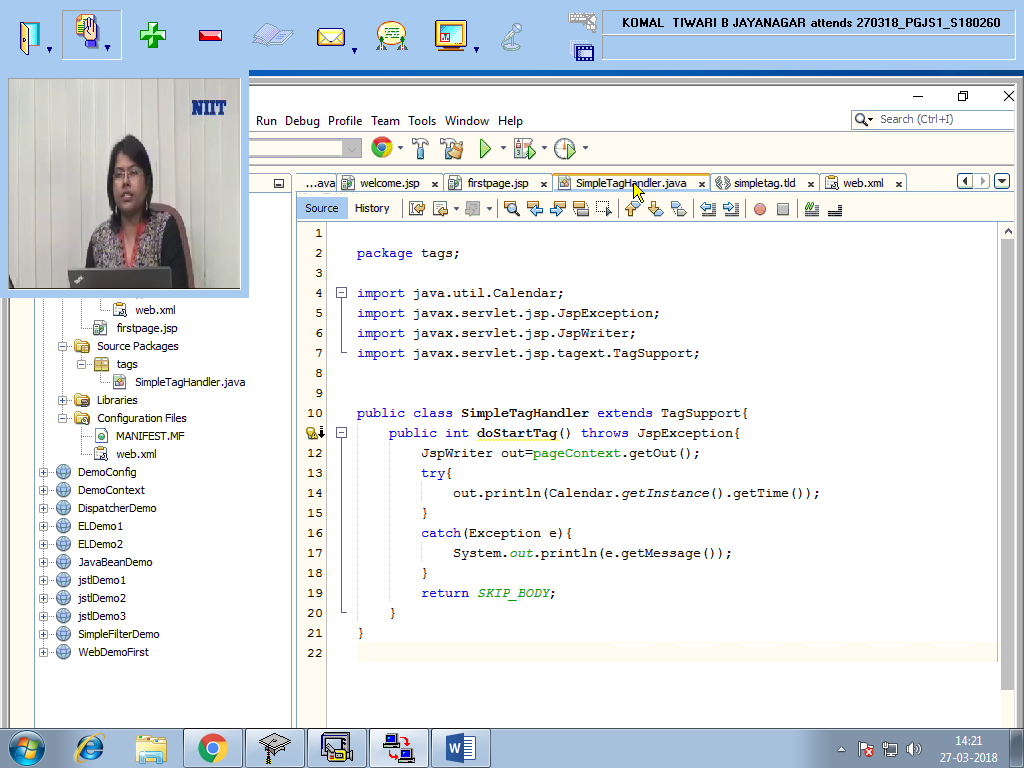 KOMAL TIWARI B JAYANAGAR attends 270318_PGJS1_S180260
NIIT
Run Debug Profile Team Tools Window Help
Search (Ctrl+I)
...ava welcome.jsp firstpage.jsp SimpleTagHandler.java simpletag.tld web.xml
Source History
web.xml
firstpage.jsp
Source Packages
tags
SimpleTagHandler.java
Libraries
Configuration Files
MANIFEST.MF
web.xml
DemoConfig
DemoContext
DispatcherDemo
ELDemo1
ELDemo2
JavaBeanDemo
jstlDemo1
jstlDemo2
jstlDemo3
SimpleFilterDemo
WebDemoFirst
1
2 package tags;
3
4 import java.util.Calendar;
5 import javax.servlet.jsp.JspException;
6 import javax.servlet.jsp.JspWriter;
7 import javax.servlet.jsp.tagext.TagSupport;
8
9
10 public class SimpleTagHandler extends TagSupport{
public int doStartTag() throws JspException{
12 JspWriter out=pageContext.getOut();
13 try{
14 out.println(Calendar.getInstance().getTime());
15 }
16 catch(Exception e){
17 System.out.println(e.getMessage());
18 }
19 return SKIP_BODY;
20 }
21 }
22
14:21
27-03-2018